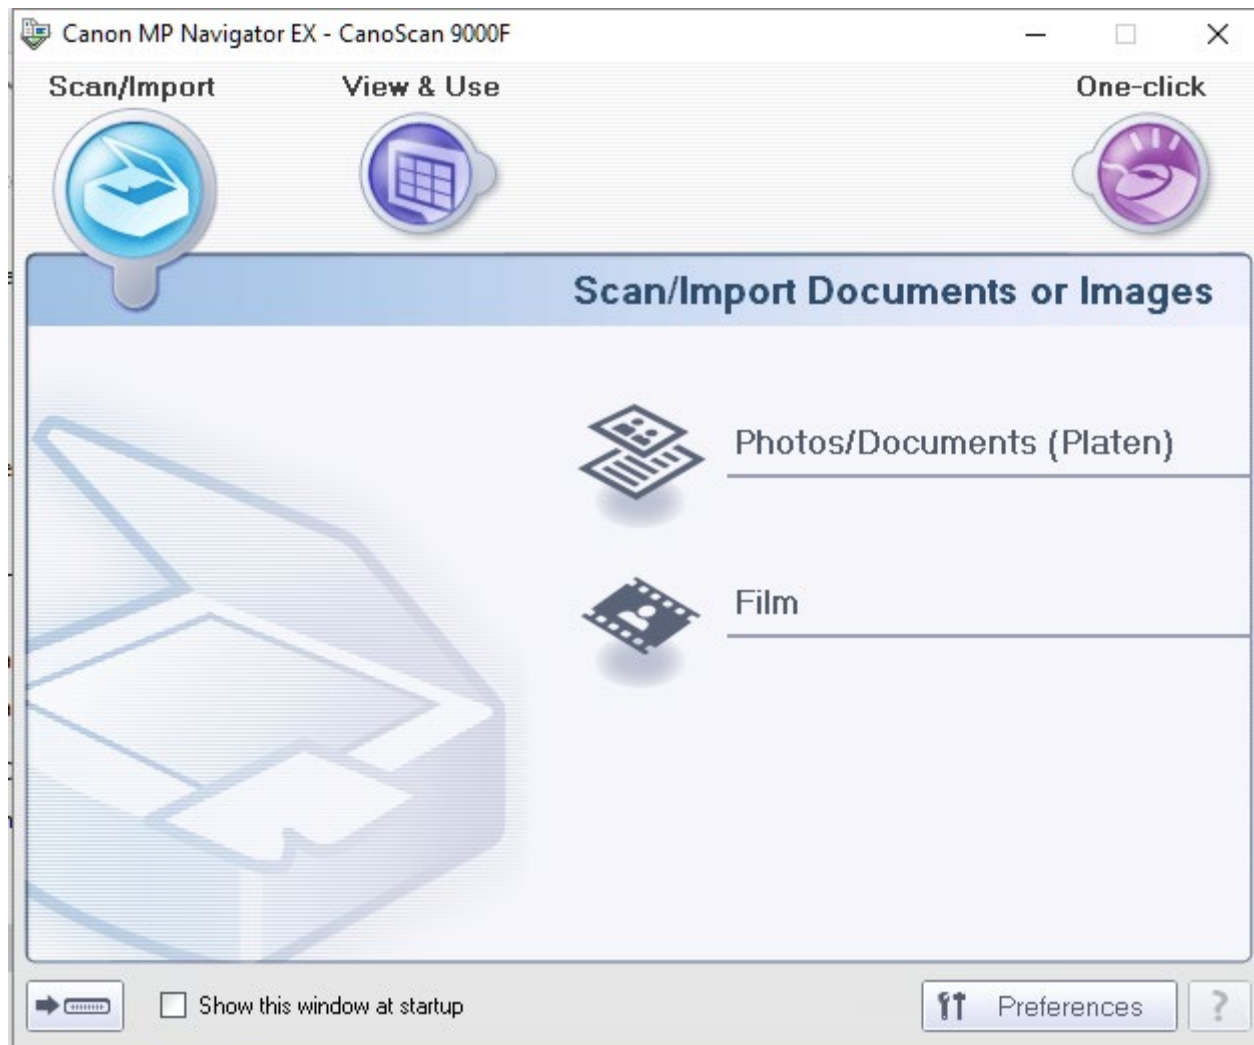 Canon MP Navigator EX - CanoScan 9000F
Scan/Import
View & Use
One-click
Scan/Import Documents or Images
Photos/Documents (Platen)
Film
Show this window at startup
Preferences
?